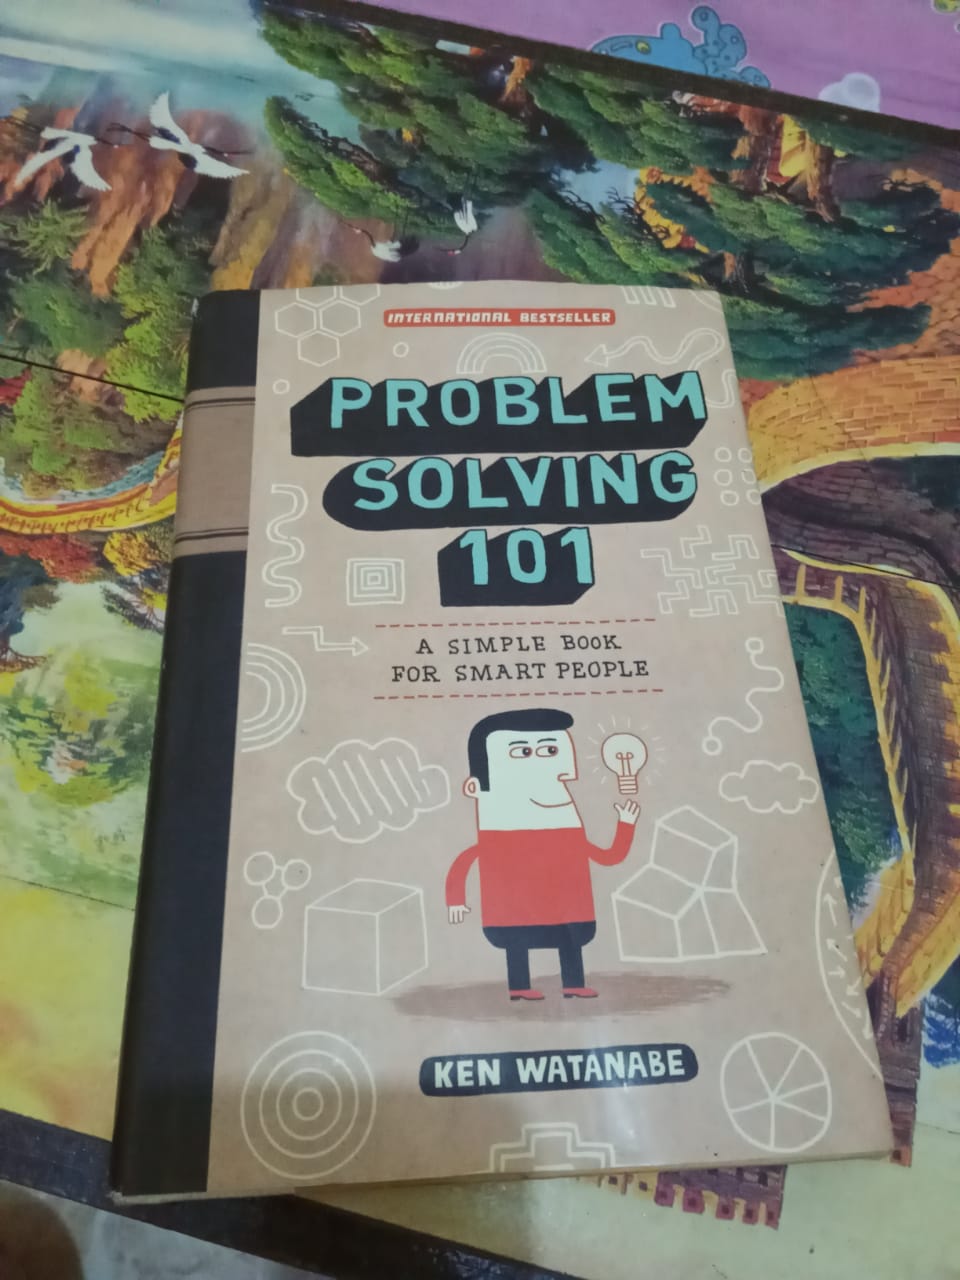 INTERNATIONAL BESTSELLER
PROBLEM
SOLVING
101
A SIMPLE BOOK
FOR SMART PEOPLE
KEN WATANABE